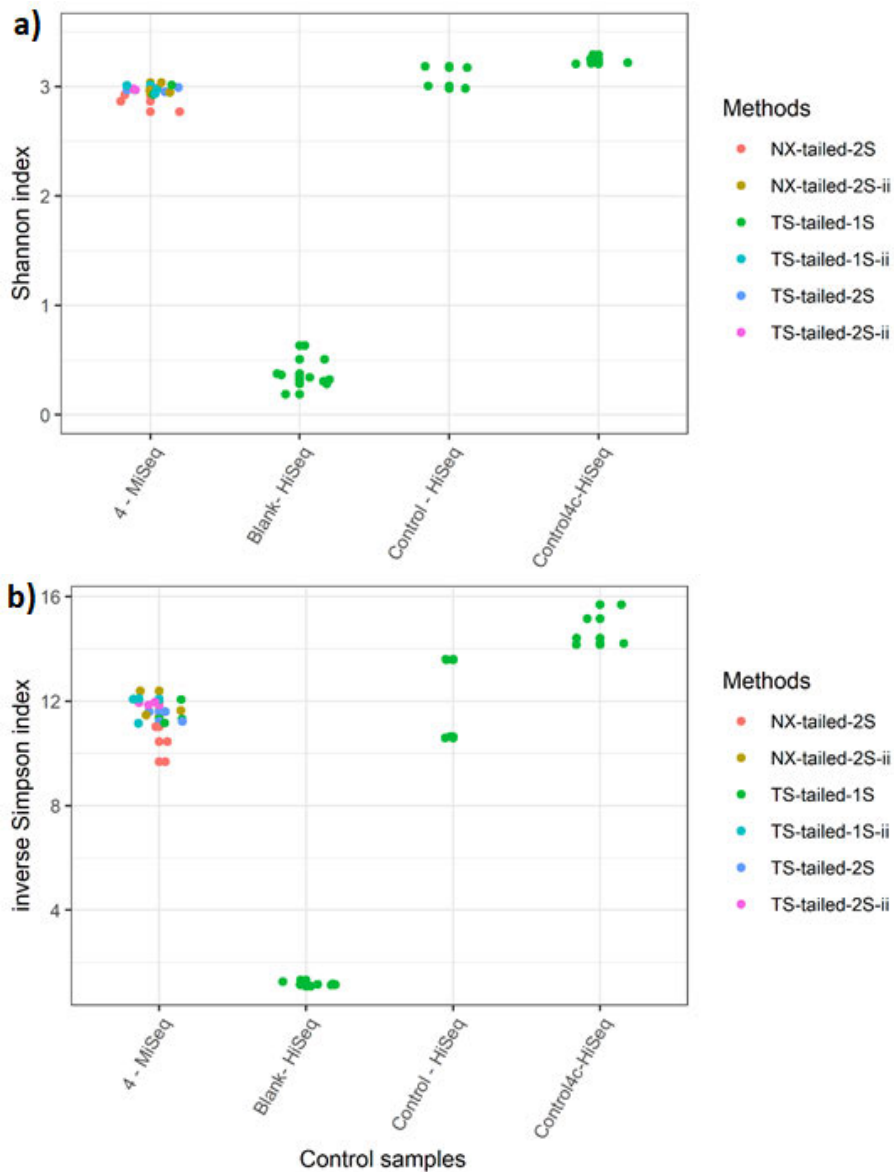 a)
Shannon index
3
2
1
0
4 - MiSeq
Blank- HiSeq
Control - HiSeq
Control4c-HiSeq
Methods
NX-tailed-2S
NX-tailed-2S-ii
TS-tailed-1S
TS-tailed-1S-ii
TS-tailed-2S
TS-tailed-2S-ii
b)
inverse Simpson index
16
12
8
4
4 - MiSeq
Blank- HiSeq
Control - HiSeq
Control4c-HiSeq
Control samples
Methods
NX-tailed-2S
NX-tailed-2S-ii
TS-tailed-1S
TS-tailed-1S-ii
TS-tailed-2S
TS-tailed-2S-ii